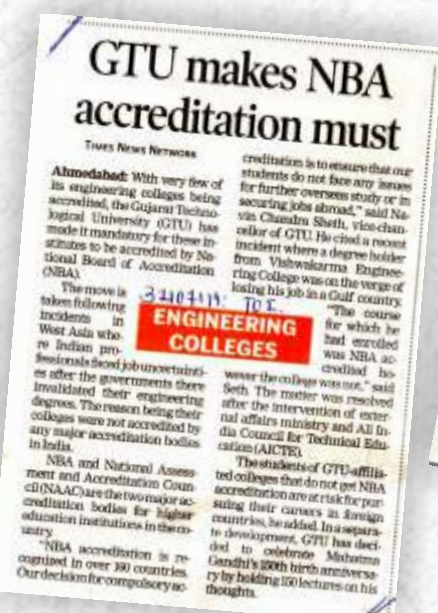 GTU makes NBA
accreditation must
TIMES NEWS NETWORK
Ahmedabad: With very few of
its engineering colleges being
accredited, the Gujarat Techno-
logical University (GTU) has
made it mandatory for these in-
stitutes to be accredited by Na-
tional Board of Accreditation
(NBA).
The move is
taken following
incidents in
West Asia whe-
re Indian pro-
fessionals faced job uncertainti-
es after the governments there
invalidated their engineering
degrees. The reason being their
colleges were not accredited by
any major accreditation bodies
in India.
NBA and National Assess-
ment and Accreditation Coun-
cil (NAAC) are the two major ac-
creditation bodies for higher
education institutions in the co-
untry.
"NBA accreditation is re-
cognized in over 160 countries.
Our decision for compulsory ac-
TOI.
ENGINEERING
COLLEGES
creditation is to ensure that our
students do not face any issues
for further overseas study or in
securing jobs abroad," said Na-
vin Chandra Sheth, vice-chan-
cellor of GTU. He cited a recent
incident where a degree holder
from Vishwakarma Enginee-
ring College was on the verge of
losing his job in a Gulf country.
"The course
for which he
had enrolled
was NBA ac-
credited ho-
wever the college was not," said
Seth. The matter was resolved
after the intervention of exter-
nal affairs ministry and All In-
dia Council for Technical Edu-
cation (AICTE).
The students of GTU-affilia-
ted colleges that do not get NBA
accreditation are at risk for pur-
suing their careers in foreign
countries, he added. In a separa-
te development, GTU has deci-
ded to celebrate Mahatma
Gandhi's 150th birth anniversa-
ry by holding 150 lectures on his
thoughts.